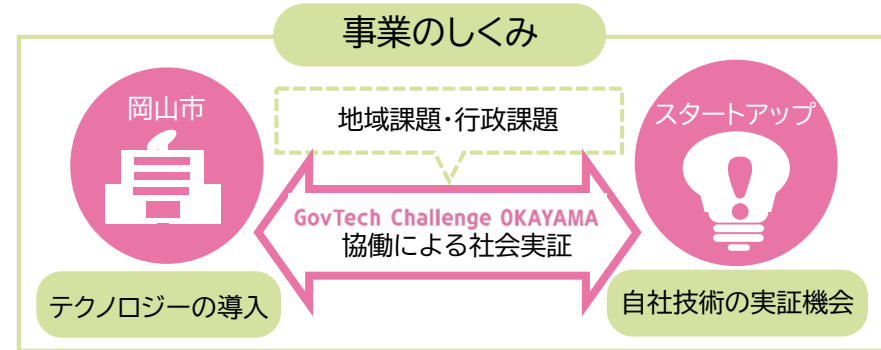 事業のしくみ
岡山市
地域課題・行政課題
スタートアップ
GovTech Challenge OKAYAMA
協働による社会実証
テクノロジーの導入
自社技術の実証機会